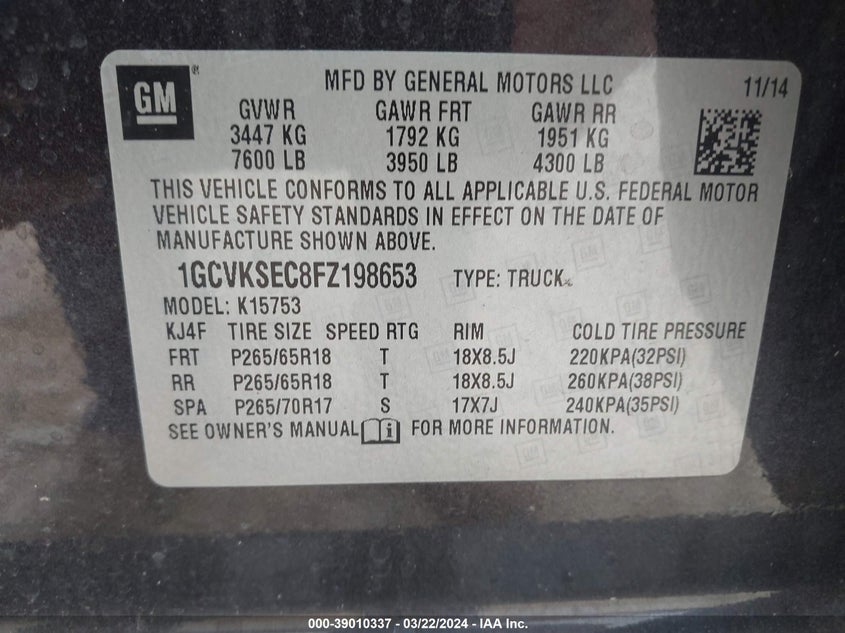 GM®
MFD BY GENERAL MOTORS LLC 11/14
GVWR GAWR FRT GAWR RR
3447 KG 1792 KG 1951 KG
7600 LB 3950 LB 4300 LB
THIS VEHICLE CONFORMS TO ALL APPLICABLE U.S. FEDERAL MOTOR
VEHICLE SAFETY STANDARDS IN EFFECT ON THE DATE OF
MANUFACTURE SHOWN ABOVE.
1GCVKSEC8FZ198653 TYPE: TRUCK
MODEL: K15753
KJ4F TIRE SIZE SPEED RTG RIM COLD TIRE PRESSURE
FRT P265/65R18 T 18X8.5J 220KPA(32PSI)
RR P265/65R18 T 18X8.5J 260KPA(38PSI)
SPA P265/70R17 S 17X7J 240KPA(35PSI)
SEE OWNER'S MANUAL i FOR MORE INFORMATION.
000-39010337 - 03/22/2024 - IAA Inc.